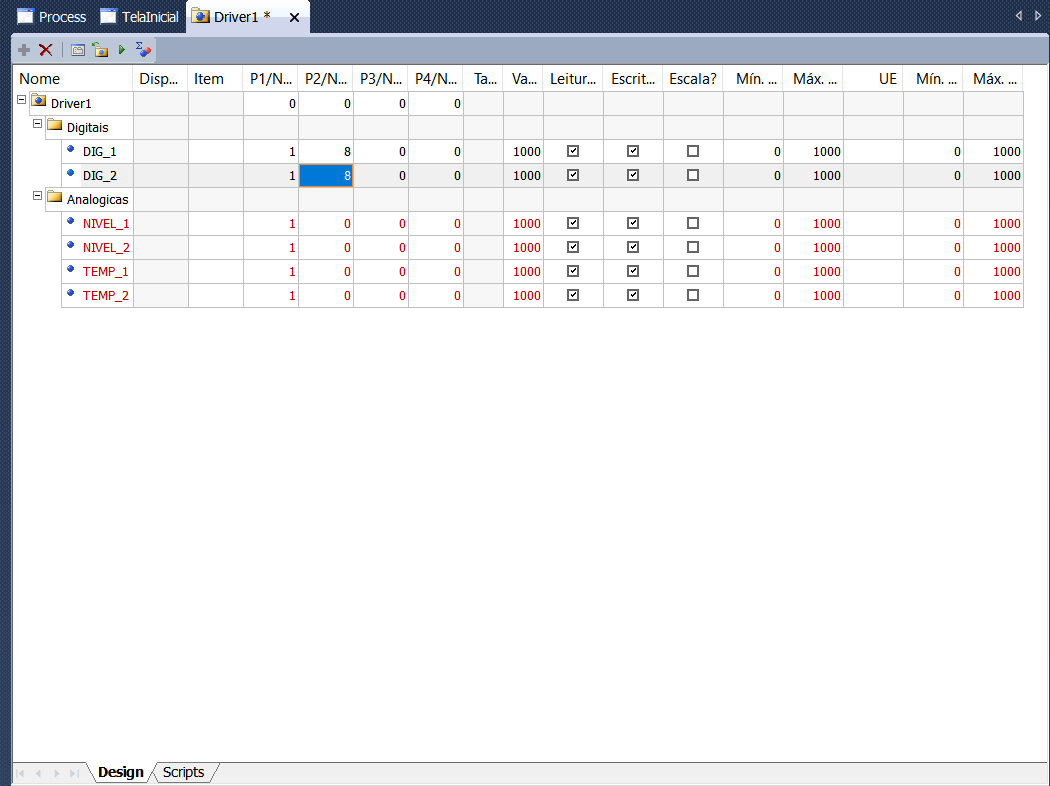 Process TelaInicial Driver1 *
Nome Disp... Item P1/N... P2/N... P3/N... P4/N... Ta... Va... Leitur... Escrit... Escala? Mín. ... Máx. ... UE Mín. ... Máx. ...
Driver1 0 0 0 0
Digitais
DIG_1 1 8 0 0 1000 0 1000 0 1000
DIG_2 1 8 0 0 1000 0 1000 0 1000
Analogicas
NIVEL_1 1 0 0 0 1000 0 1000 0 1000
NIVEL_2 1 0 0 0 1000 0 1000 0 1000
TEMP_1 1 0 0 0 1000 0 1000 0 1000
TEMP_2 1 0 0 0 1000 0 1000 0 1000
Design Scripts